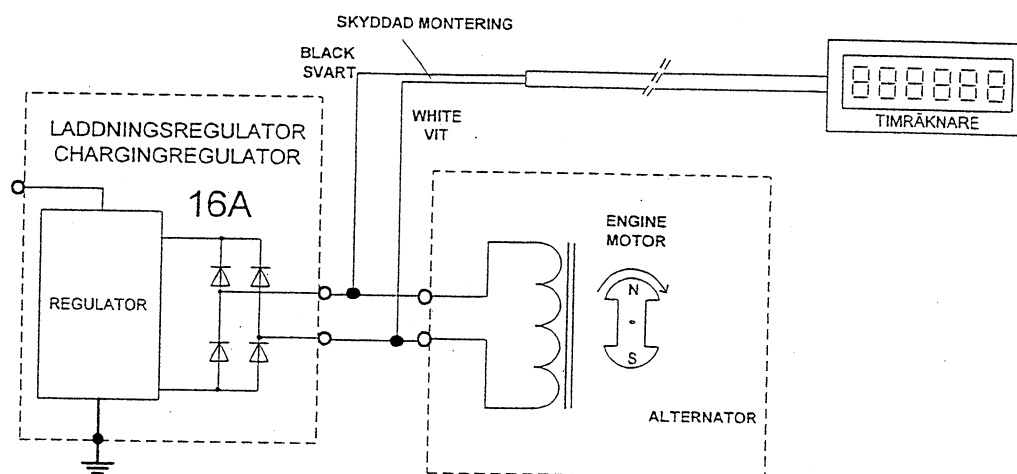 SKYDDAD MONTERING
BLACK
SVART
WHITE
VIT
TIMRÄKNARE
LADDNINGSREGULATOR
CHARGINGREGULATOR
16A
REGULATOR
ENGINE
MOTOR
N
S
ALTERNATOR